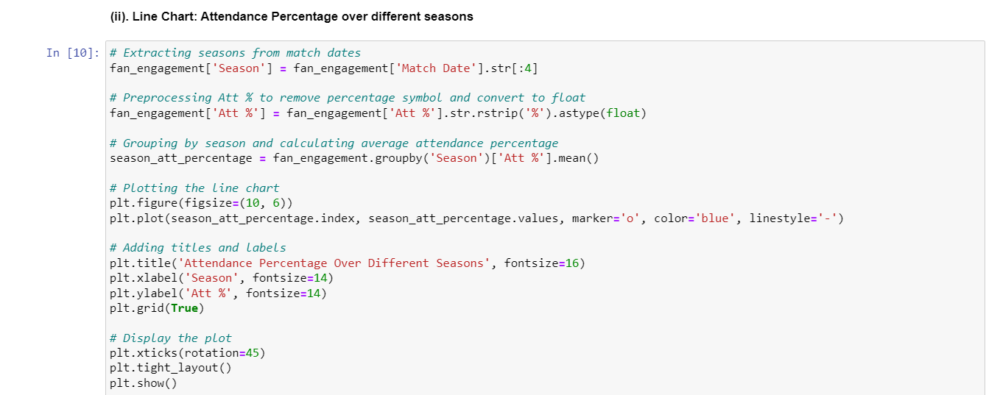 (ii). Line Chart: Attendance Percentage over different seasons
In [10]: # Extracting seasons from match dates
fan_engagement['Season'] = fan_engagement['Match Date'].str[:4]
# Preprocessing Att % to remove percentage symbol and convert to float
fan_engagement['Att %'] = fan_engagement['Att %'].str.rstrip('%').astype(float)
# Grouping by season and calculating average attendance percentage
season_att_percentage = fan_engagement.groupby('Season')['Att %'].mean()
# Plotting the line chart
plt.figure(figsize=(10, 6))
plt.plot(season_att_percentage.index, season_att_percentage.values, marker='o', color='blue', linestyle='-')
# Adding titles and labels
plt.title('Attendance Percentage Over Different Seasons', fontsize=16)
plt.xlabel('Season', fontsize=14)
plt.ylabel('Att %', fontsize=14)
plt.grid(True)
# Display the plot
plt.xticks(rotation=45)
plt.tight_layout()
plt.show()